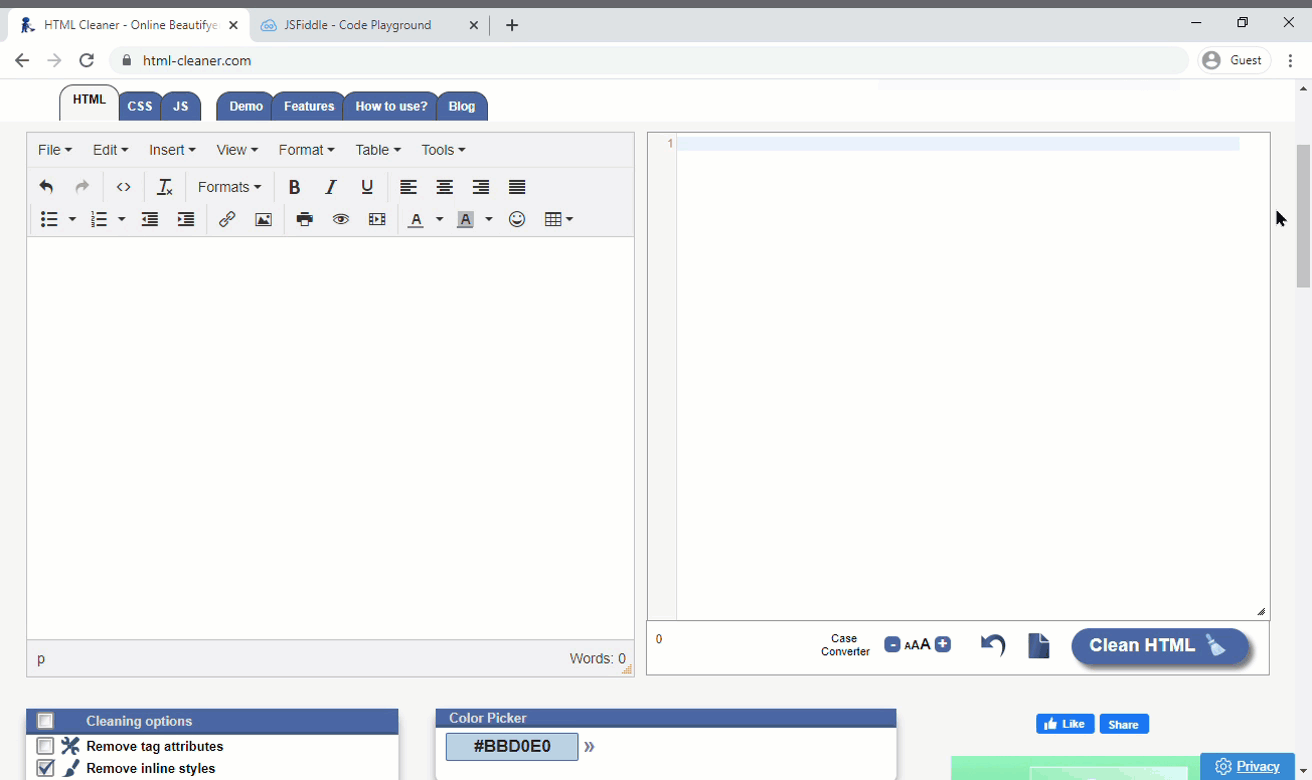 HTML Cleaner - Online Beautifye
JSFiddle - Code Playground
html-cleaner.com
Guest
HTML CSS JS Demo Features How to use? Blog
File Edit Insert View Format Table Tools
Formats B I U
A A
1
p
Words: 0
0
Case
Converter
- AAA +
Clean HTML
Cleaning options
Remove tag attributes
Remove inline styles
Color Picker
#BBD0E0 »
Like Share
Privacy